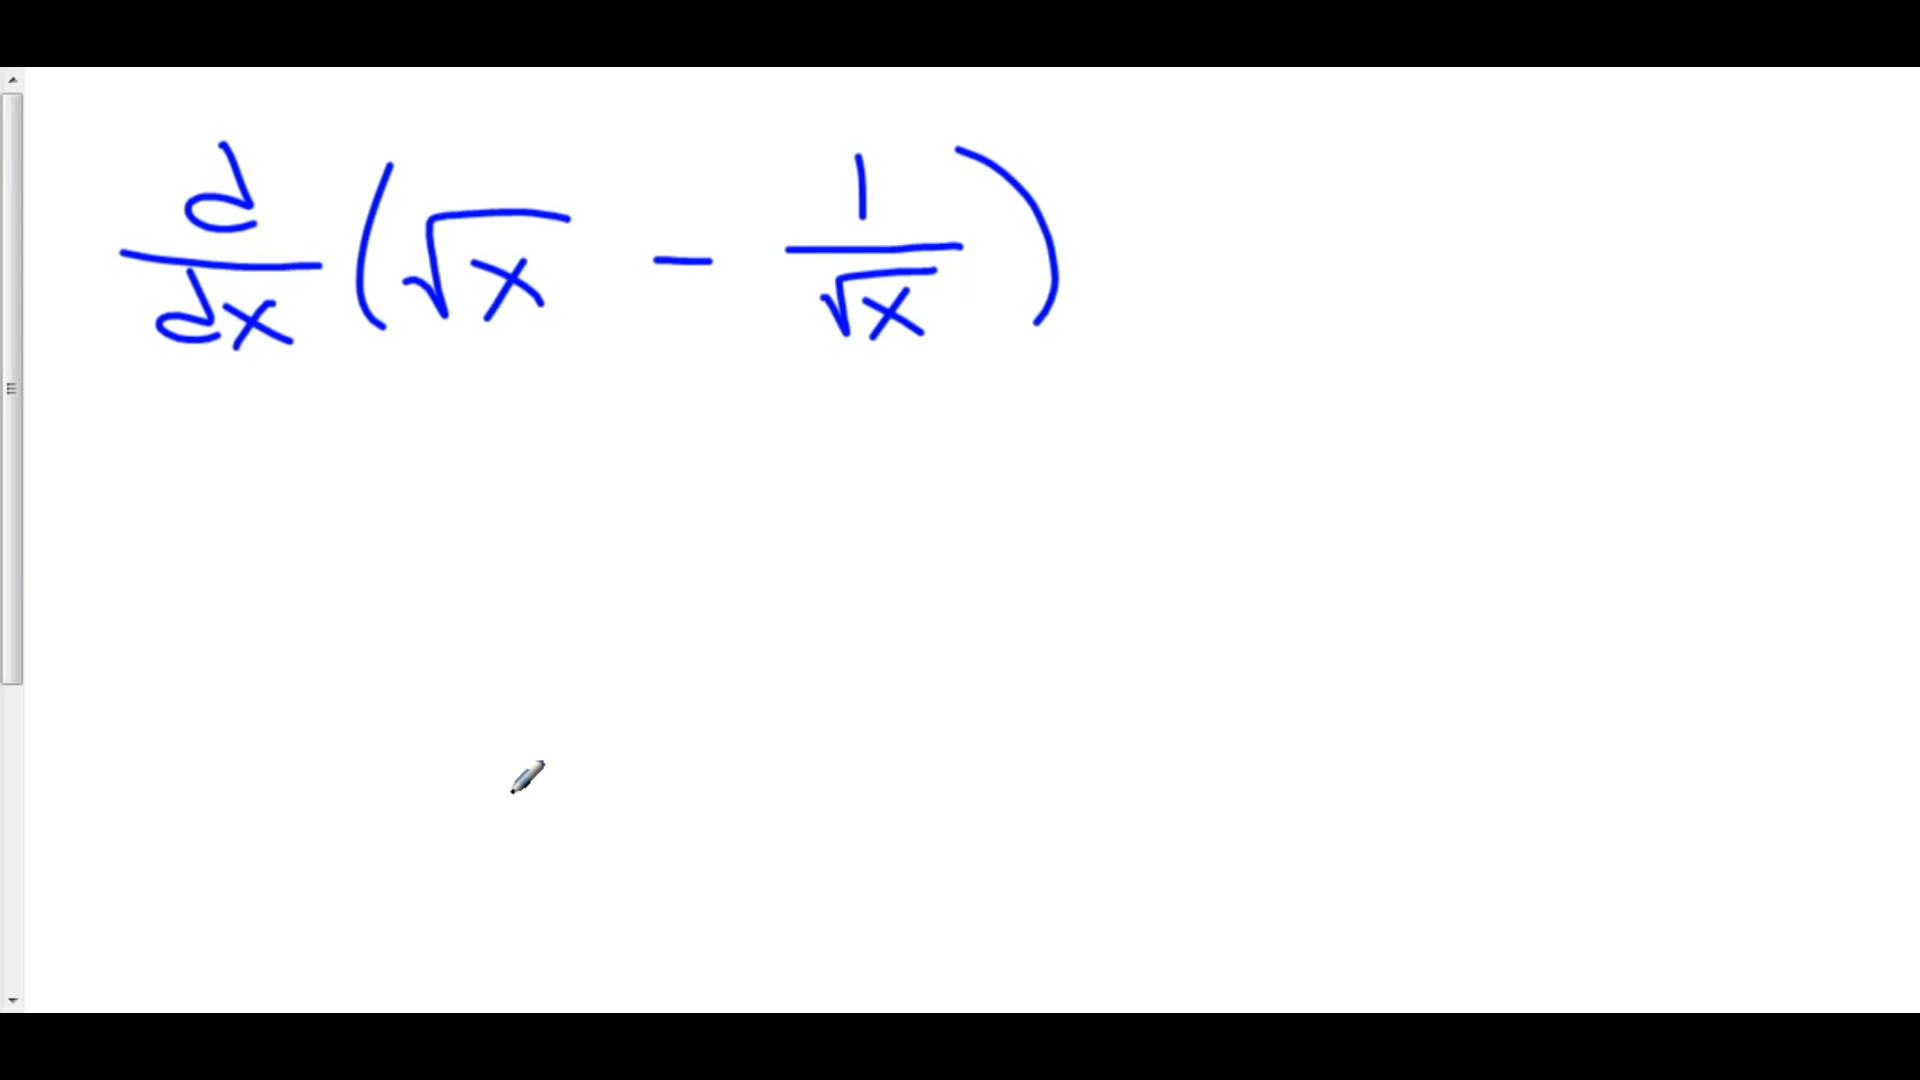 d/dx (√x - 1/√x)